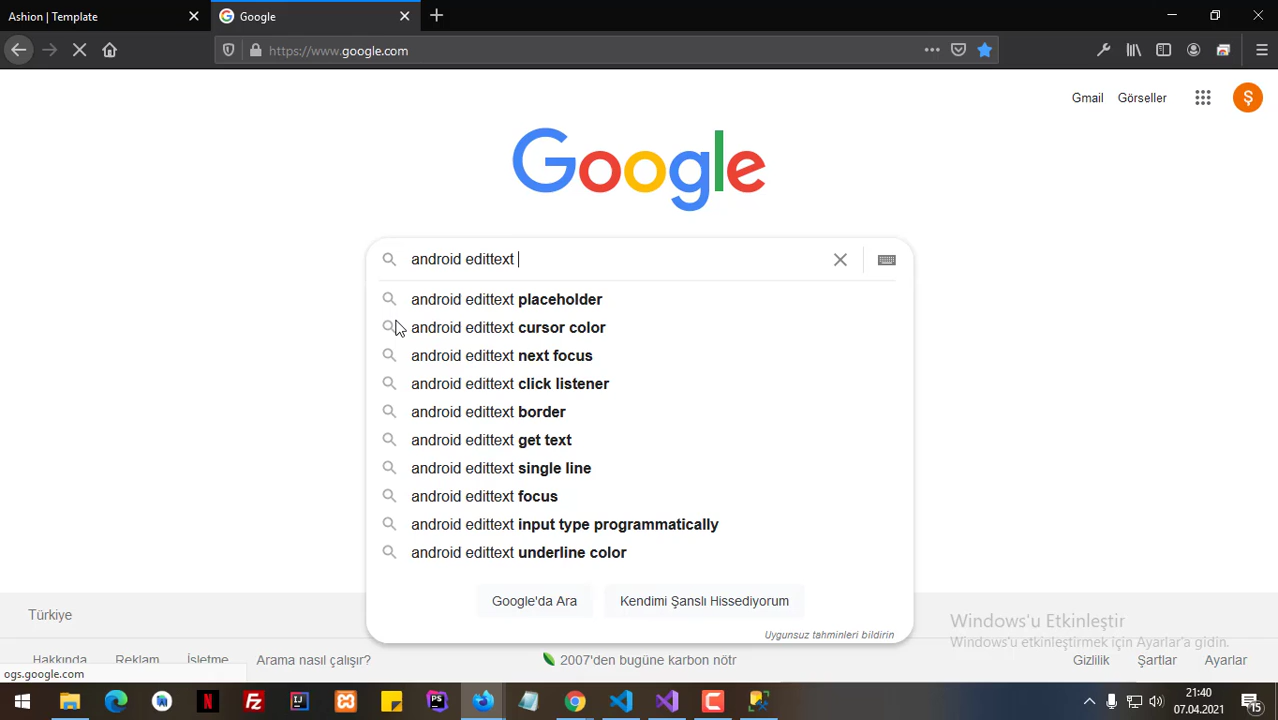 Ashion | Template
Google
https://www.google.com
Gmail Görseller
Ş
Google
android edittext
android edittext placeholder
android edittext cursor color
android edittext next focus
android edittext click listener
android edittext border
android edittext get text
android edittext single line
android edittext focus
android edittext input type programmatically
android edittext underline color
Google'da Ara Kendimi Şanslı Hissediyorum
Uygunsuz tahminleri bildirin
Türkiye
Windows'u Etkinleştir
Windows'u etkinleştirmek için Ayarlar'a gidin.
Hakkında Reklam İşletme Arama nasıl çalışır? 2007'den bugüne karbon nötr Gizlilik Şartlar Ayarlar
ogs.google.com
21:40
07.04.2021
15